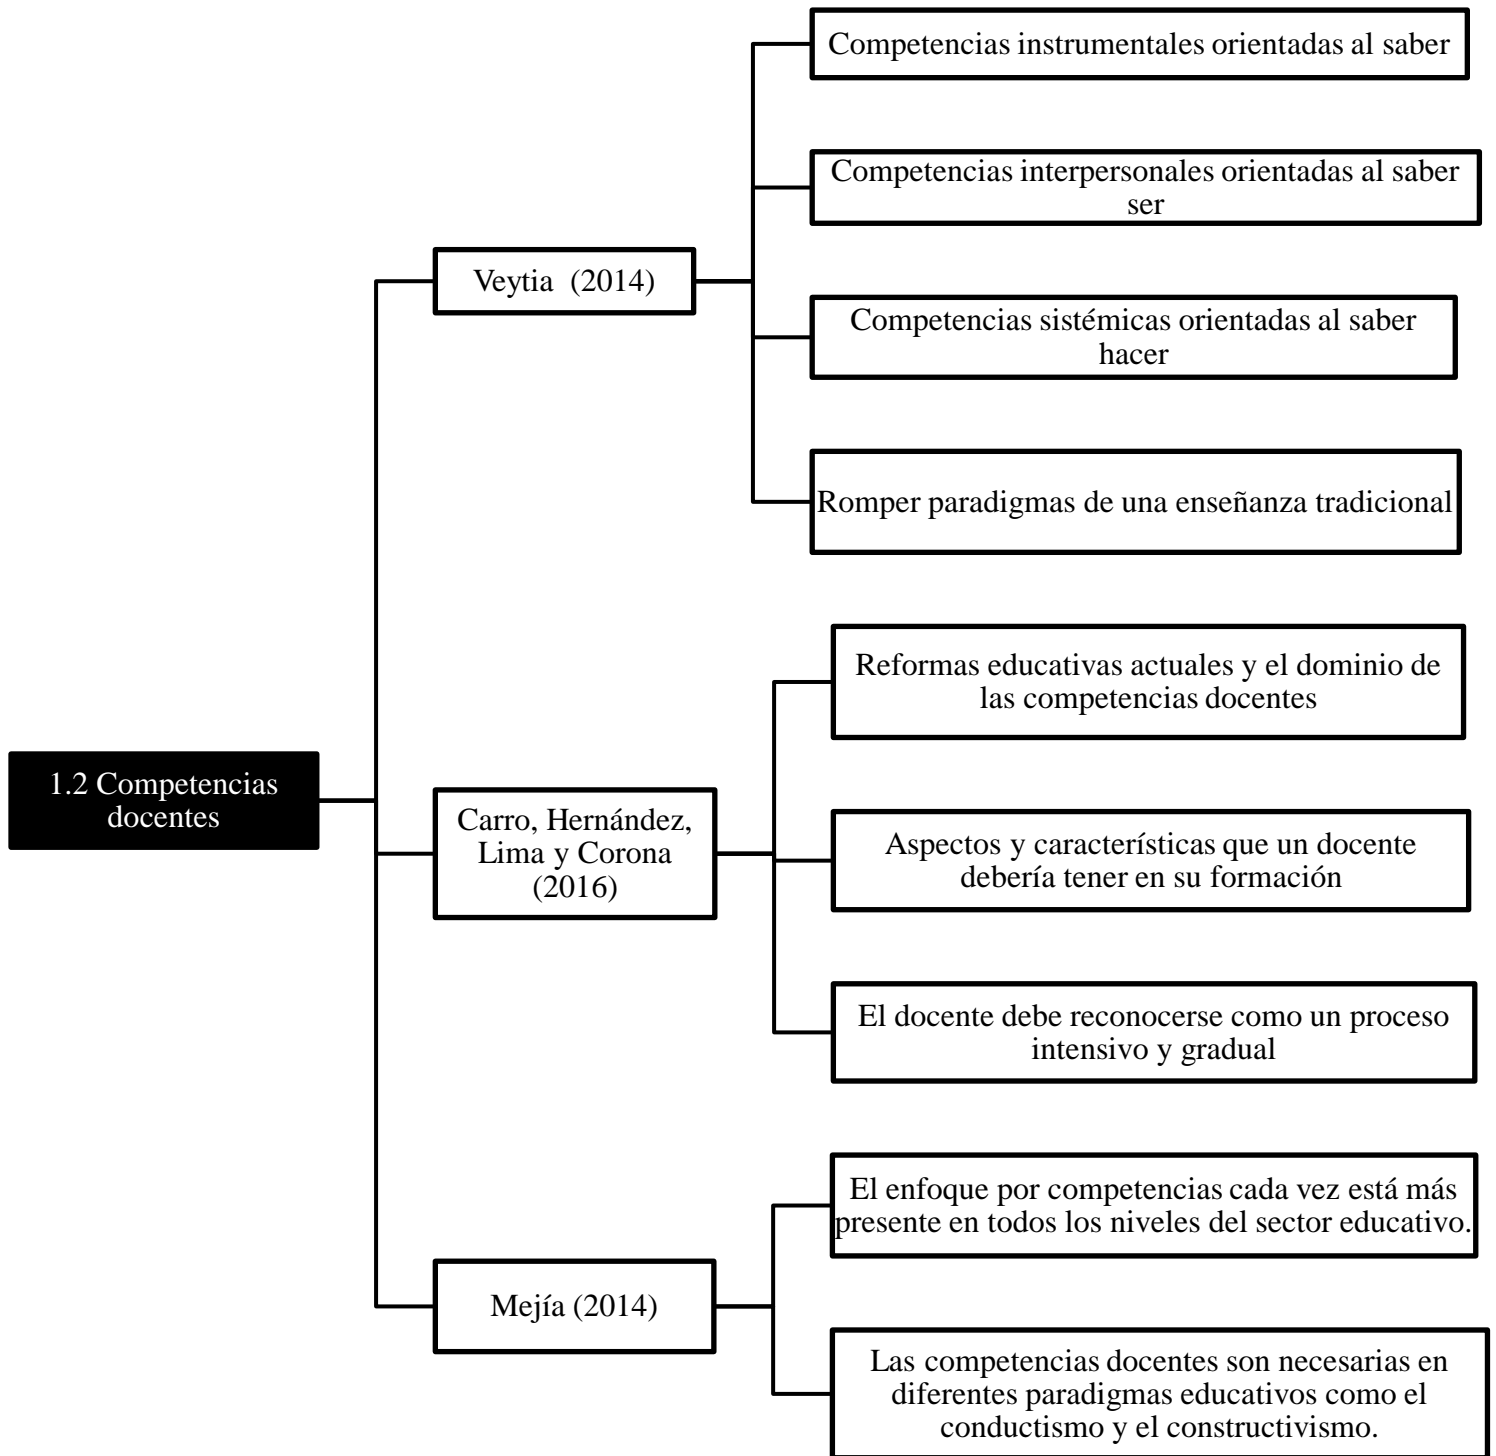 1.2 Competencias
docentes
Veytia  (2014)
Competencias instrumentales orientadas al saber
Competencias interpersonales orientadas al saber
ser
Competencias sistémicas orientadas al saber
hacer
Romper paradigmas de una enseñanza tradicional
Carro, Hernández,
Lima y Corona
(2016)
Reformas educativas actuales y el dominio de
las competencias docentes
Aspectos y características que un docente
debería tener en su formación
El docente debe reconocerse como un proceso
intensivo y gradual
Mejía (2014)
El enfoque por competencias cada vez está más
presente en todos los niveles del sector educativo.
Las competencias docentes son necesarias en
diferentes paradigmas educativos como el
conductismo y el constructivismo.